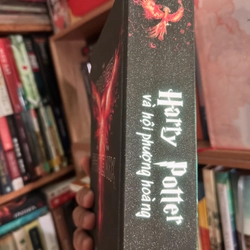 Harry Potter
và hội phượng hoàng